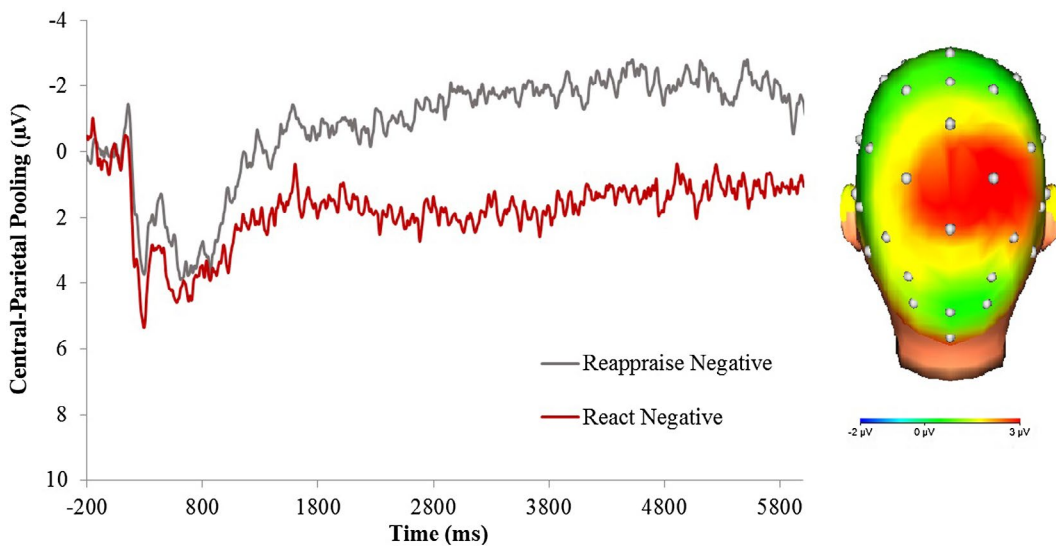 -4
-2
0
2
4
6
8
10
Central-Parietal Pooling (μV)
-200 800 1800 2800 3800 4800 5800
Time (ms)
Reappraise Negative
React Negative
-2 μV 0 μV 3 μV